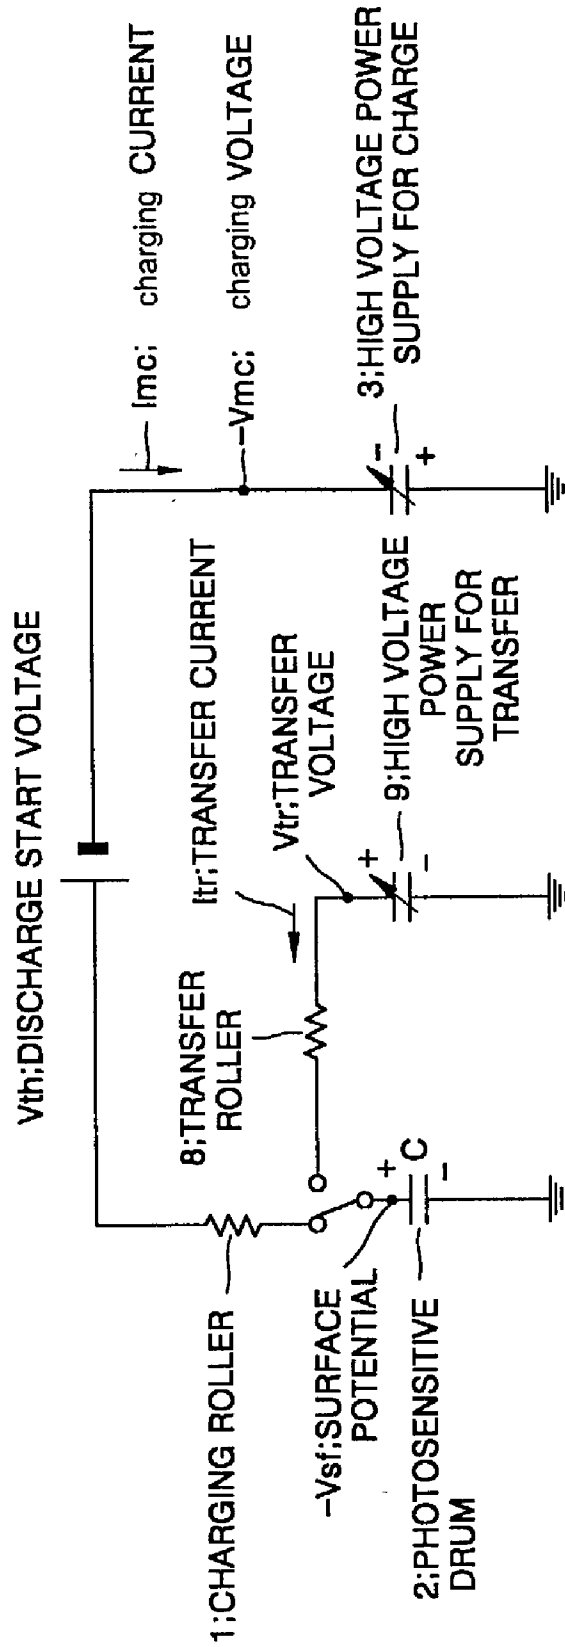 Vth;DISCHARGE START VOLTAGE
Imc; charging CURRENT
-Vmc; charging VOLTAGE
3;HIGH VOLTAGE POWER
SUPPLY FOR CHARGE
-
+
Itr;TRANSFER CURRENT
Vtr;TRANSFER
VOLTAGE
9;HIGH VOLTAGE
POWER
SUPPLY FOR
TRANSFER
+
-
8;TRANSFER
ROLLER
1;CHARGING ROLLER
-Vsf;SURFACE
POTENTIAL
+
C
-
2;PHOTOSENSITIVE
DRUM